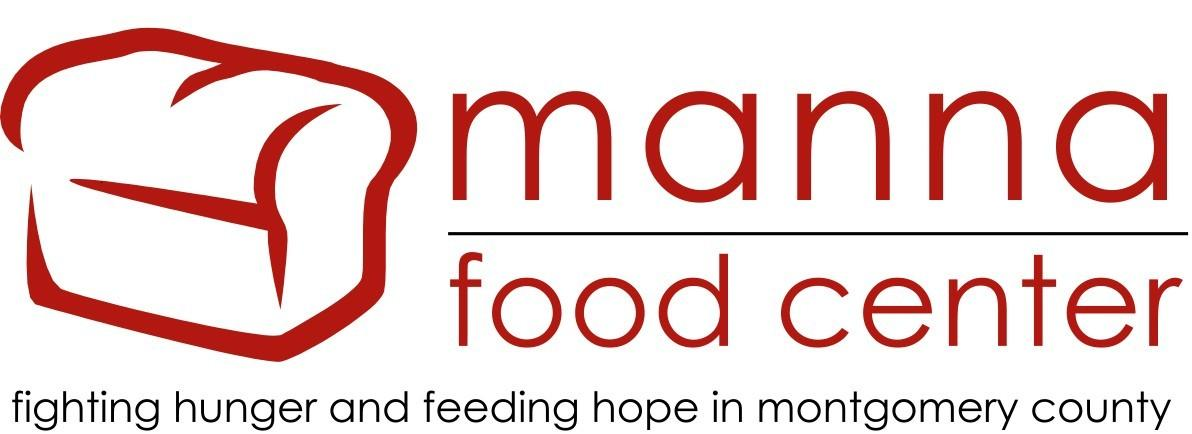 manna
food center
fighting hunger and feeding hope in montgomery county